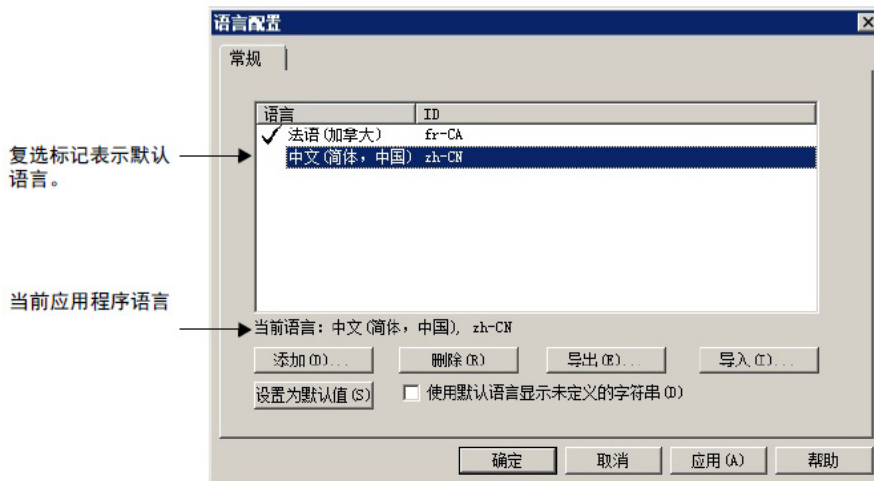 语言配置
常规
语言 ID
法语(加拿大) fr-CA
中文(简体，中国) zh-CN
复选标记表示默认
语言。
当前应用程序语言
当前语言：中文(简体，中国), zh-CN
添加(D)... 删除(R) 导出(E)... 导入(I)...
设置为默认值(S) 使用默认语言显示未定义的字符串(D)
确定 取消 应用(A) 帮助